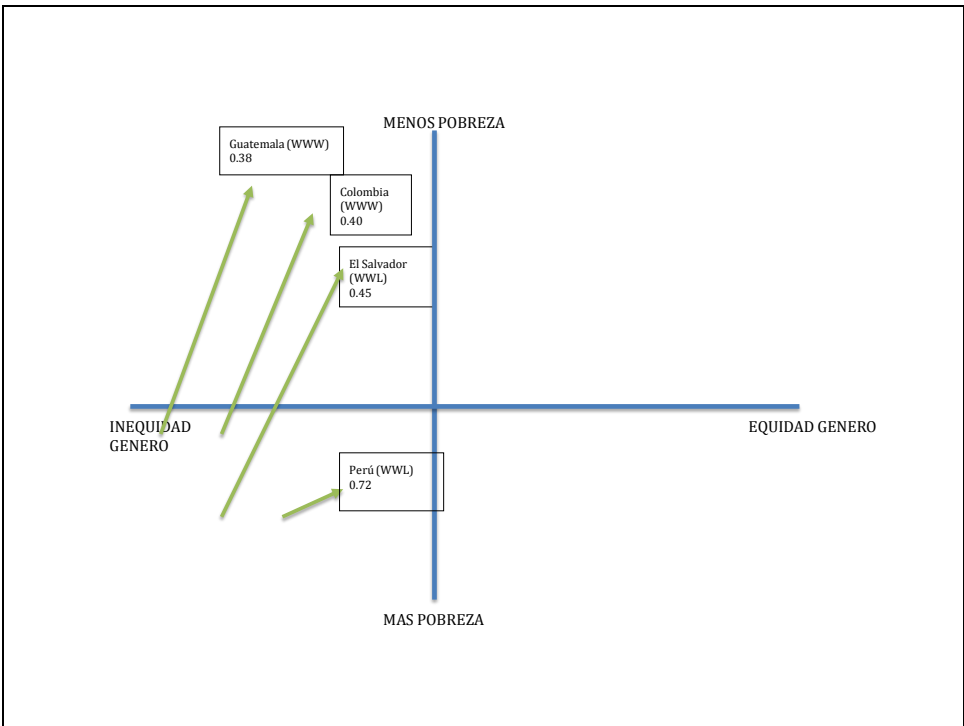 MENOS POBREZA
Guatemala (WWW)
0.38
Colombia
(WWW)
0.40
El Salvador
(WWL)
0.45
INEQUIDAD
GENERO
EQUIDAD GENERO
Perú (WWL)
0.72
MAS POBREZA